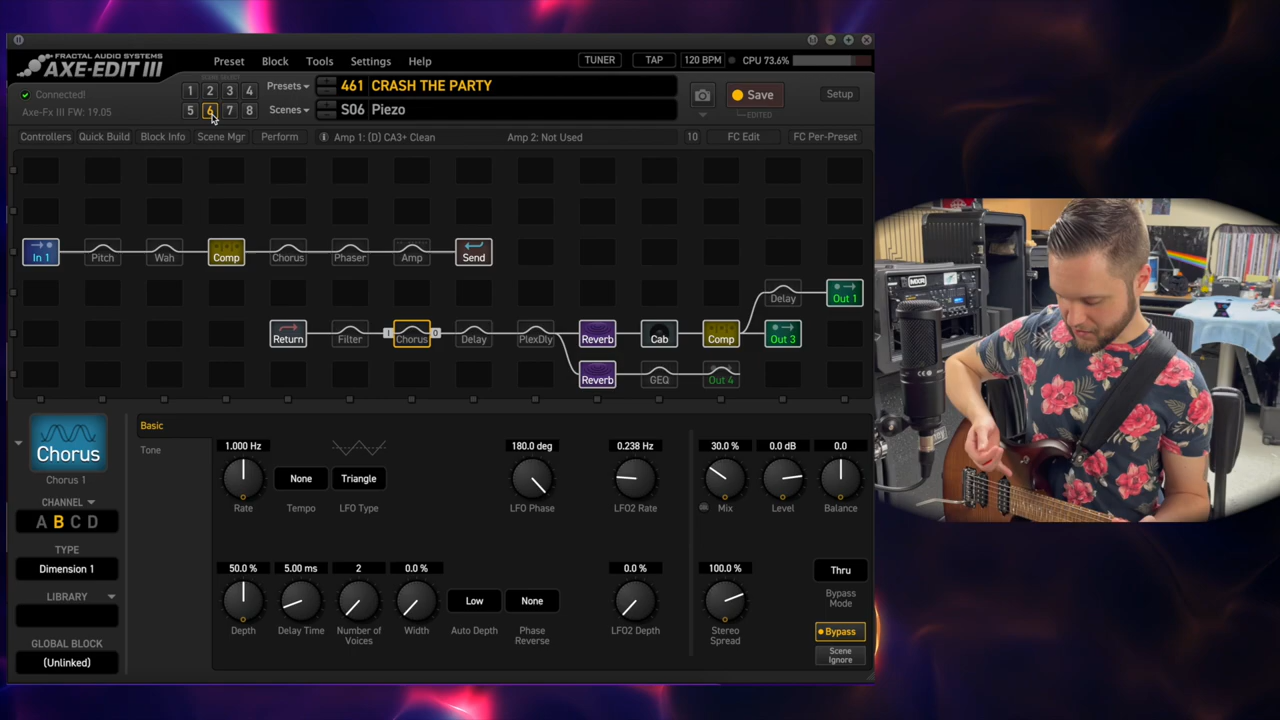 FRACTAL AUDIO SYSTEMS
AXE-EDIT III
Preset Block Tools Settings Help
TUNER TAP 120 BPM CPU 73.6%
SCENE SELECT
1 2 3 4
5 6 7 8
Connected!
Axe-Fx III FW: 19.05
Presets 461 CRASH THE PARTY
Scenes S06 Piezo
Save
EDITED
Setup
Controllers Quick Build Block Info Scene Mgr Perform Amp 1: (D) CA3+ Clean Amp 2: Not Used 10 FC Edit FC Per-Preset
In 1 Pitch Wah Comp Chorus Phaser Amp Send
Delay Out 1
Return Filter I Chorus O Delay PlexDly Reverb Cab Comp Out 3
Reverb GEQ Out 4
Chorus
Chorus 1
CHANNEL
A B C D
TYPE
Dimension 1
LIBRARY
GLOBAL BLOCK
(Unlinked)
Basic
Tone
1.000 Hz 180.0 deg 0.238 Hz 30.0 % 0.0 dB 0.0
None Triangle
Rate Tempo LFO Type LFO Phase LFO2 Rate Mix Level Balance
50.0 % 5.00 ms 2 0.0 % 0.0 % 100.0 %
Low None
Depth Delay Time Number of Voices Width Auto Depth Phase Reverse LFO2 Depth Stereo Spread
Thru
Bypass Mode
Bypass
Scene Ignore
MXR